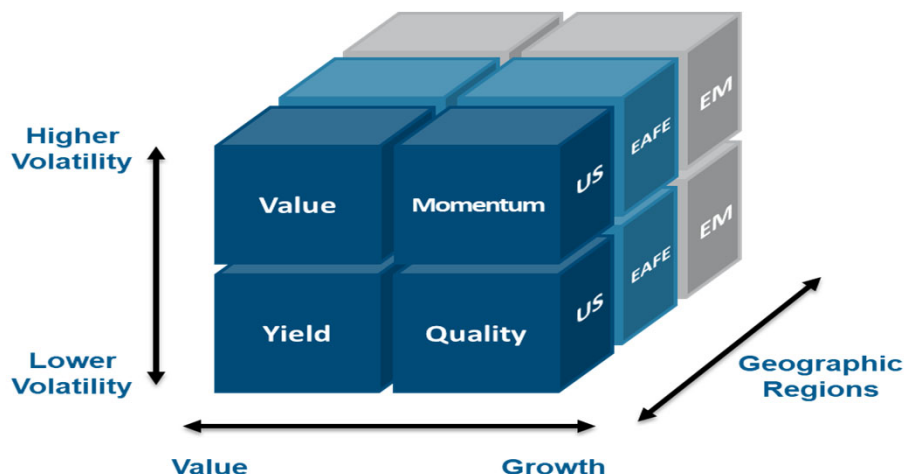 Higher
Volatility
Value
Momentum
US
EAFE
EM
Yield
Quality
US
EAFE
EM
Lower
Volatility
Geographic
Regions
Value
Growth